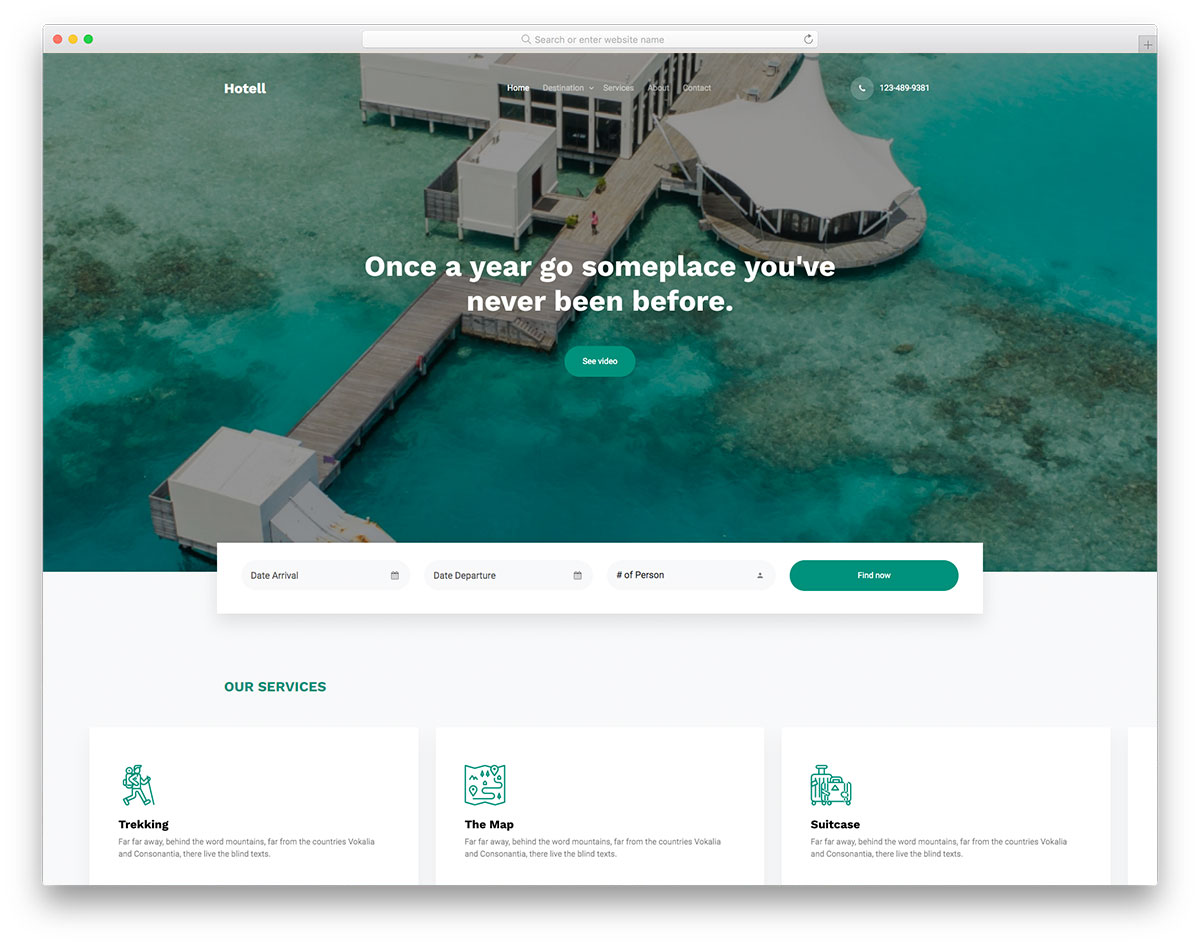 Search or enter website name
Hotell
Home Destination Services About Contact
123-489-9381
Once a year go someplace you've
never been before.
See video
Date Arrival
Date Departure
# of Person
Find now
OUR SERVICES
Trekking
Far far away, behind the word mountains, far from the countries Vokalia
and Consonantia, there live the blind texts.
The Map
Far far away, behind the word mountains, far from the countries Vokalia
and Consonantia, there live the blind texts.
Suitcase
Far far away, behind the word mountains, far from the countries Vokalia
and Consonantia, there live the blind texts.